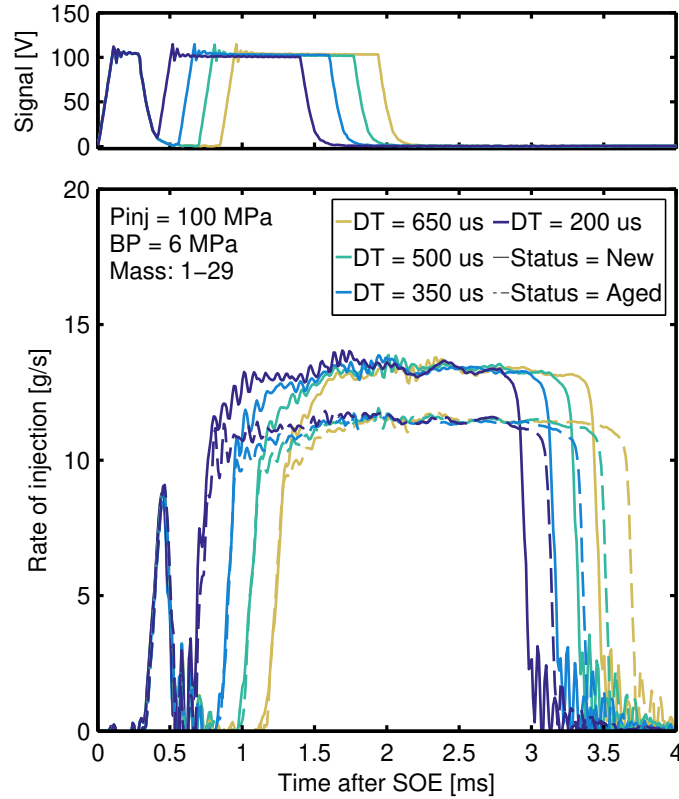 150
100
50
0
Signal [V]
20
15
10
5
0
Rate of injection [g/s]
Pinj = 100 MPa
BP = 6 MPa
Mass: 1−29
DT = 650 us DT = 200 us
DT = 500 us Status = New
DT = 350 us Status = Aged
0 0.5 1 1.5 2 2.5 3 3.5 4
Time after SOE [ms]